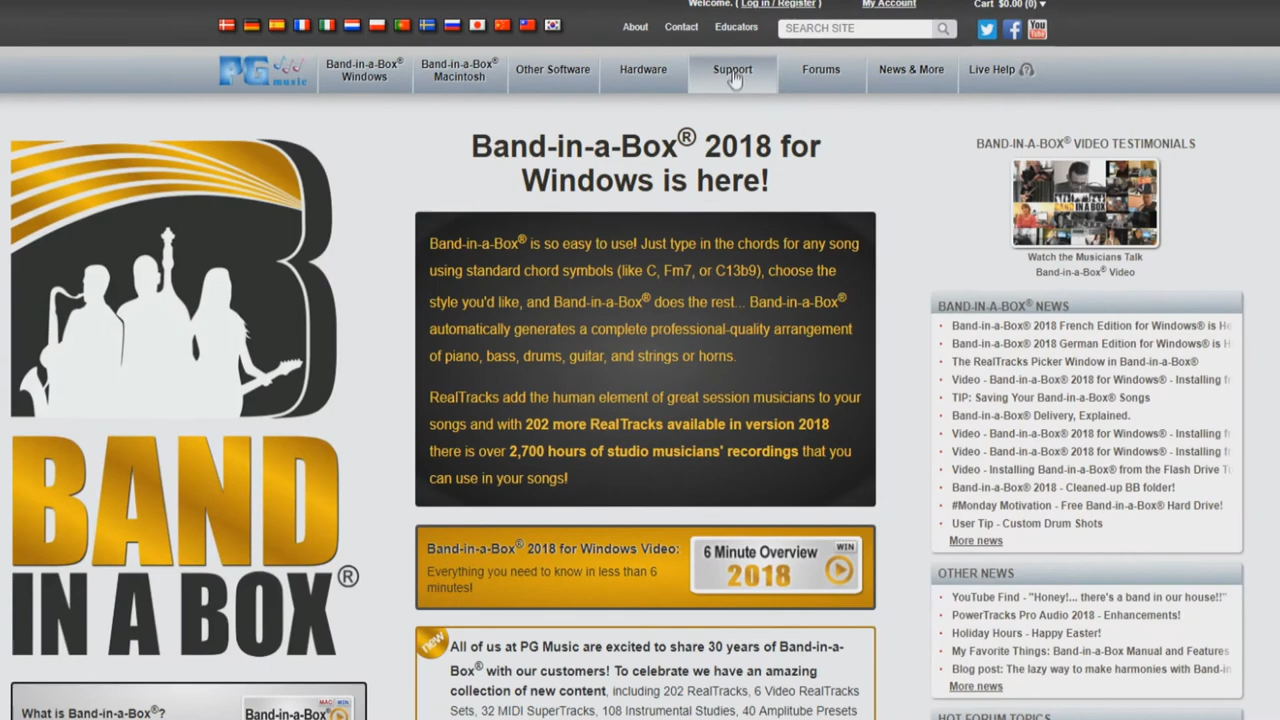 Welcome. ( Log in / Register )
My Account
Cart $0.00 (0) ▾
About
Contact
Educators
SEARCH SITE
You
Tube
PG music
Band-in-a-Box®
Windows
Band-in-a-Box®
Macintosh
Other Software
Hardware
Support
Forums
News & More
Live Help
BAND
IN A BOX®
What is Band-in-a-Box®?
MAC WIN
Band-in-a-Box®
Band-in-a-Box® 2018 for
Windows is here!
Band-in-a-Box® is so easy to use! Just type in the chords for any song
using standard chord symbols (like C, Fm7, or C13b9), choose the
style you'd like, and Band-in-a-Box® does the rest... Band-in-a-Box®
automatically generates a complete professional-quality arrangement
of piano, bass, drums, guitar, and strings or horns.
RealTracks add the human element of great session musicians to your
songs and with 202 more RealTracks available in version 2018
there is over 2,700 hours of studio musicians' recordings that you
can use in your songs!
Band-in-a-Box® 2018 for Windows Video:
Everything you need to know in less than 6
minutes!
6 Minute Overview
WIN
2018
new
All of us at PG Music are excited to share 30 years of Band-in-a-
Box® with our customers! To celebrate we have an amazing
collection of new content, including 202 RealTracks, 6 Video RealTracks
Sets, 32 MIDI SuperTracks, 108 Instrumental Studies, 40 Amplitube Presets
BAND-IN-A-BOX® VIDEO TESTIMONIALS
BAND
IN A BOX
Watch the Musicians Talk
Band-in-a-Box® Video
BAND-IN-A-BOX® NEWS
Band-in-a-Box® 2018 French Edition for Windows® is He
Band-in-a-Box® 2018 German Edition for Windows® is H
The RealTracks Picker Window in Band-in-a-Box®
Video - Band-in-a-Box® 2018 for Windows® - Installing fr
TIP: Saving Your Band-in-a-Box® Songs
Band-in-a-Box® Delivery, Explained.
Video - Band-in-a-Box® 2018 for Windows® - Installing fr
Video - Band-in-a-Box® 2018 for Windows® - Installing fr
Video - Installing Band-in-a-Box® from the Flash Drive Tu
Band-in-a-Box® 2018 - Cleaned-up BB folder!
#Monday Motivation - Free Band-in-a-Box® Hard Drive!
User Tip - Custom Drum Shots
More news
OTHER NEWS
YouTube Find - "Honey!... there's a band in our house!!"
PowerTracks Pro Audio 2018 - Enhancements!
Holiday Hours - Happy Easter!
My Favorite Things: Band-in-a-Box Manual and Features
Blog post: The lazy way to make harmonies with Band-in
More news
HOT FORUM TOPICS